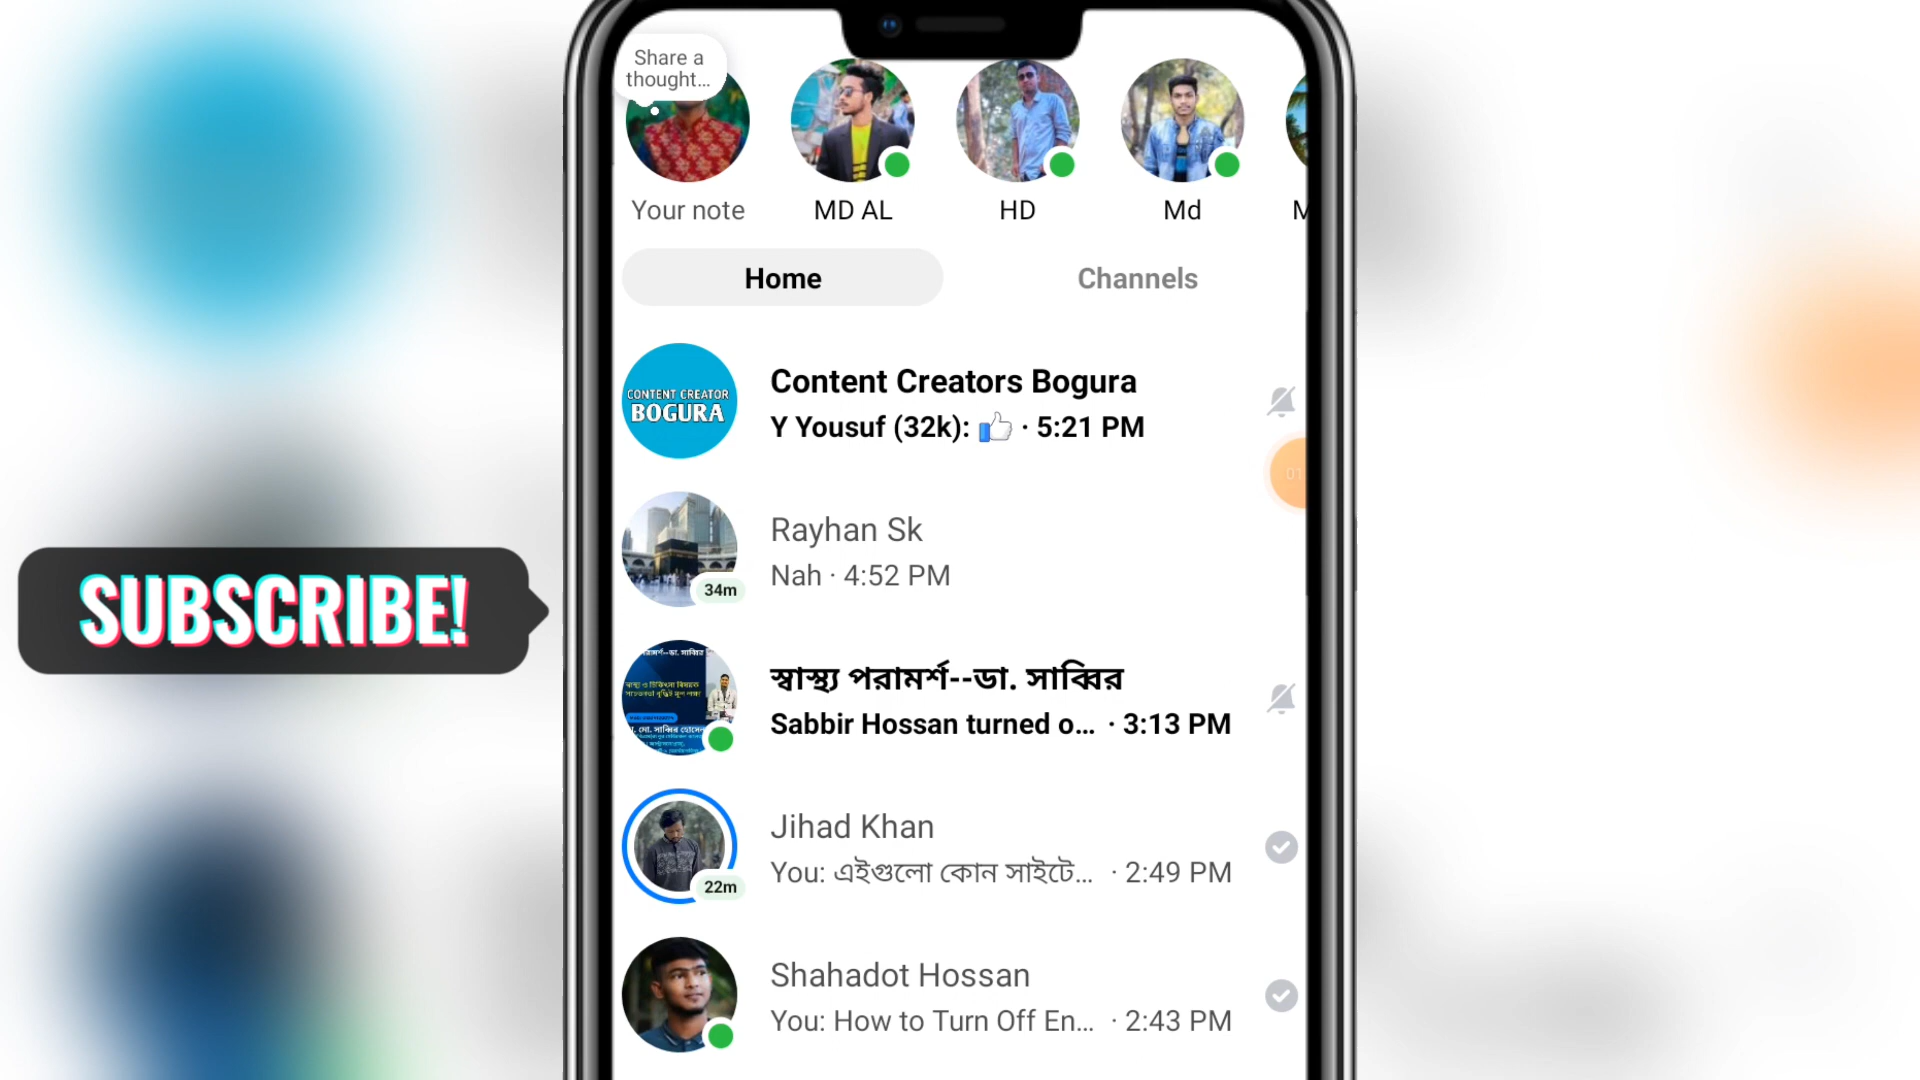 Share a
thought...
Your note
MD AL
HD
Md
Home
Channels
CONTENT CREATOR
BOGURA
Content Creators Bogura
Y Yousuf (32k): 👍 · 5:21 PM
34m
Rayhan Sk
Nah · 4:52 PM
SUBSCRIBE!
স্বাস্থ্য পরামর্শ--ডা. সাব্বির
Sabbir Hossan turned o... · 3:13 PM
22m
Jihad Khan
You: এইগুলো কোন সাইটে... · 2:49 PM
Shahadot Hossan
You: How to Turn Off En... · 2:43 PM